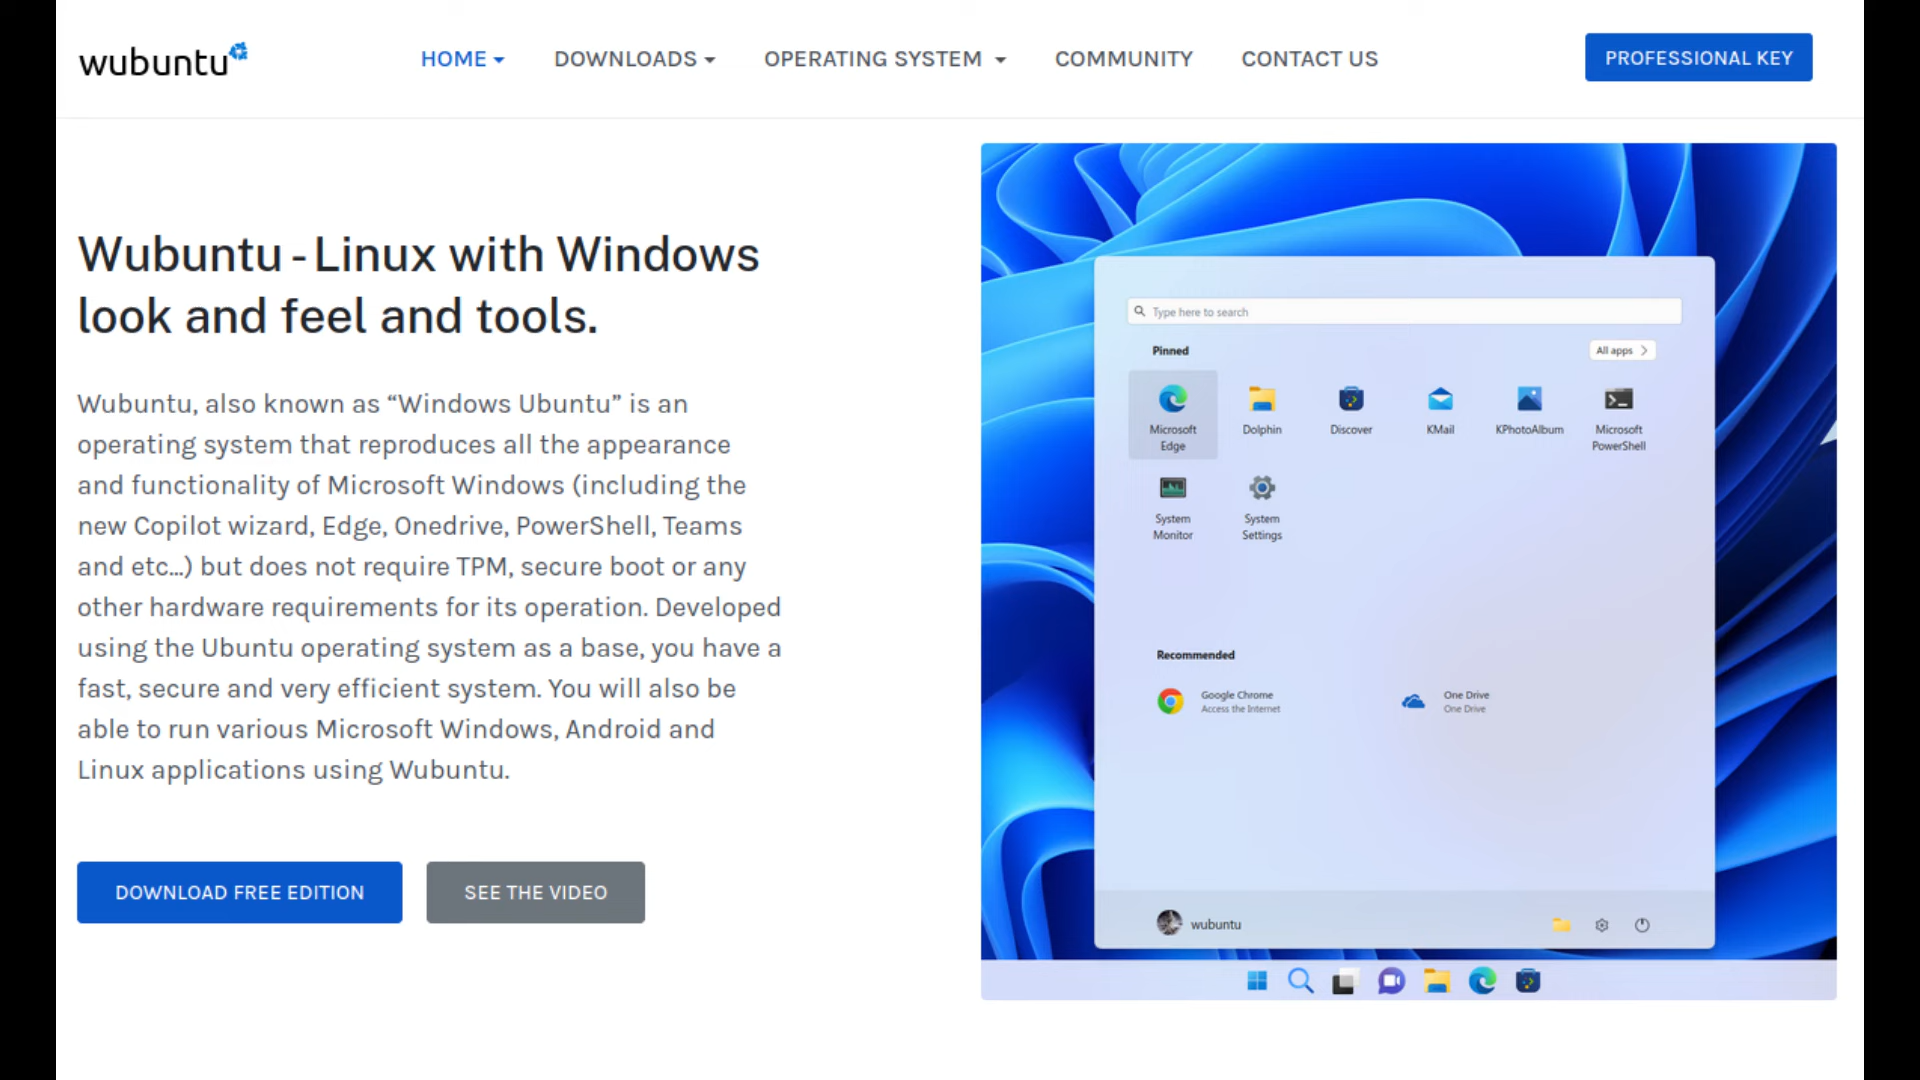 wubuntu
HOME
DOWNLOADS
OPERATING SYSTEM
COMMUNITY
CONTACT US
PROFESSIONAL KEY
Wubuntu - Linux with Windows
look and feel and tools.
Wubuntu, also known as “Windows Ubuntu” is an
operating system that reproduces all the appearance
and functionality of Microsoft Windows (including the
new Copilot wizard, Edge, Onedrive, PowerShell, Teams
and etc...) but does not require TPM, secure boot or any
other hardware requirements for its operation. Developed
using the Ubuntu operating system as a base, you have a
fast, secure and very efficient system. You will also be
able to run various Microsoft Windows, Android and
Linux applications using Wubuntu.
DOWNLOAD FREE EDITION
SEE THE VIDEO
Type here to search
Pinned
All apps
Microsoft
Edge
Dolphin
Discover
KMail
KPhotoAlbum
Microsoft
PowerShell
System
Monitor
System
Settings
Recommended
Google Chrome
Access the Internet
One Drive
One Drive
wubuntu